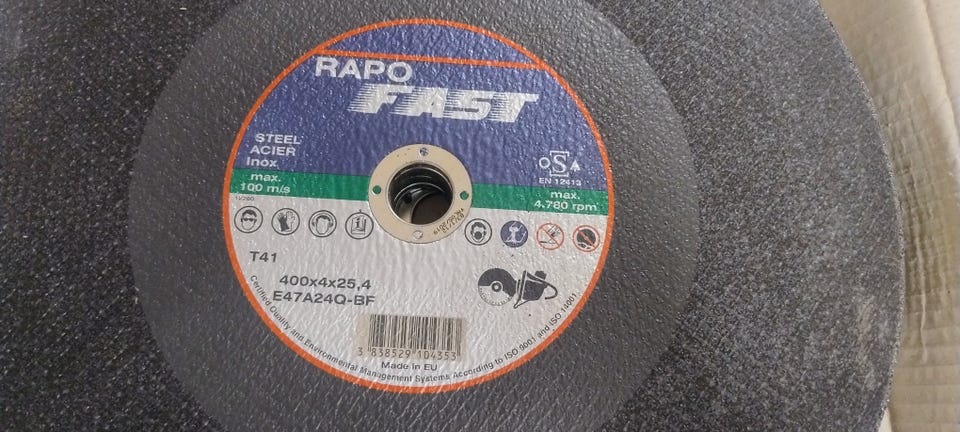 RAPO
FAST
STEEL
ACIER
Inox
max.
100 m/s
S
EN 12413
max.
4.780 rpm
T41
400x4x25,4
E47A24Q-BF
3 838529 104353
Made in EU
Certified Quality and Environmental Management Systems According to ISO 9001 and ISO 14001